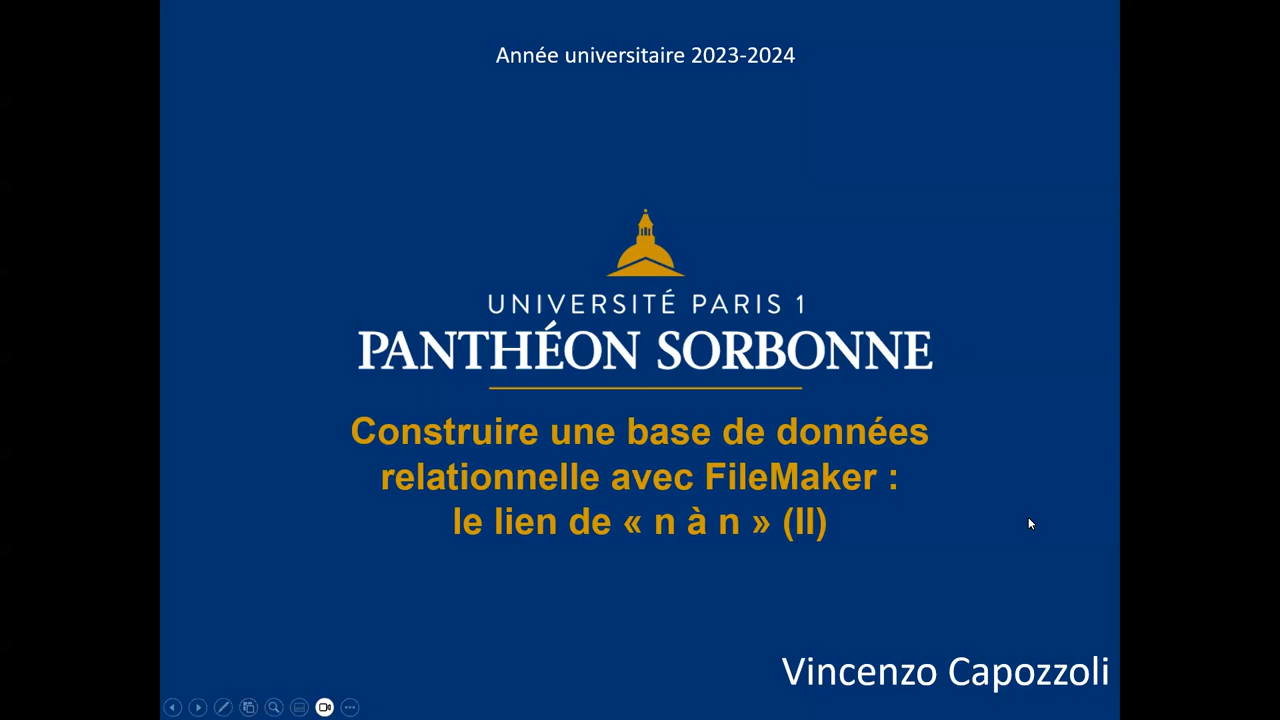 Année universitaire 2023-2024
UNIVERSITÉ PARIS 1
PANTHÉON SORBONNE
Construire une base de données
relationnelle avec FileMaker :
le lien de « n à n » (II)
Vincenzo Capozzoli